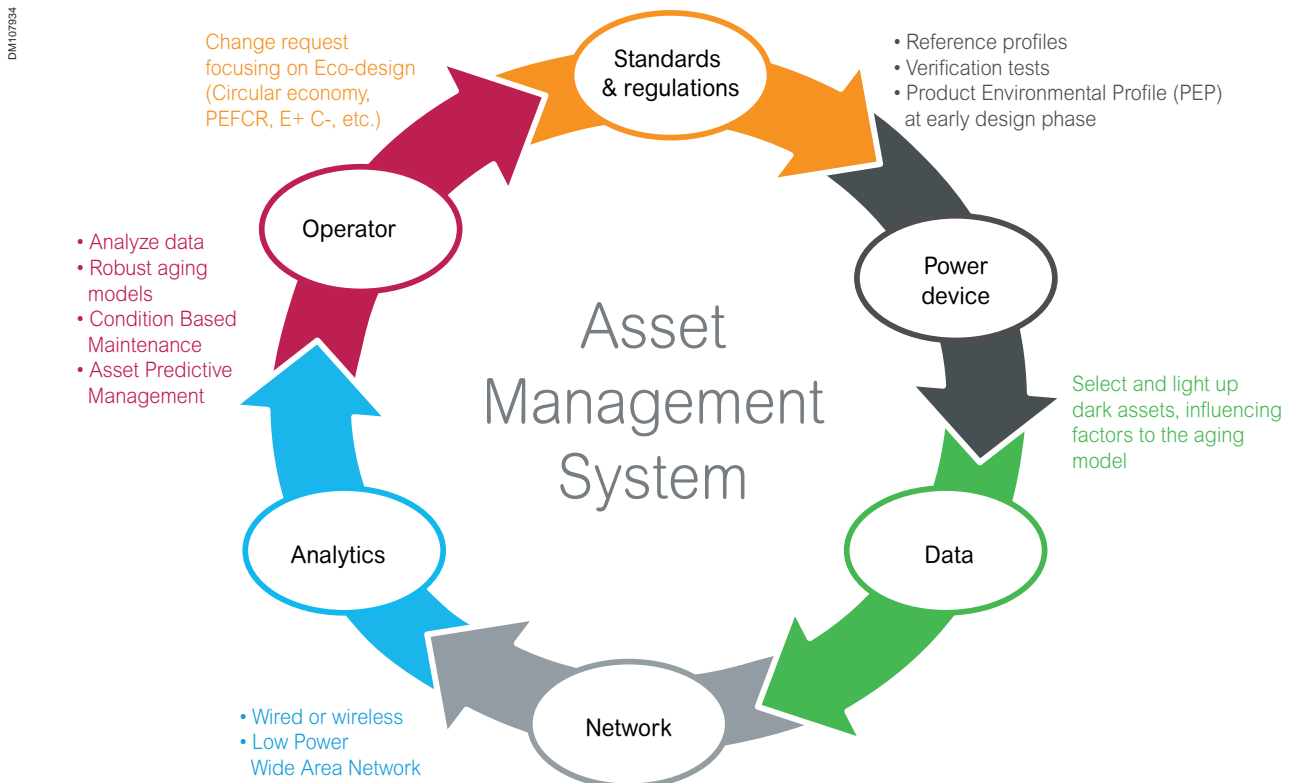 DM107934
Change request
focusing on Eco-design
(Circular economy,
PEFCR, E+ C-, etc.)
Standards
& regulations
• Reference profiles
• Verification tests
• Product Environmental Profile (PEP)
at early design phase
Operator
Power
device
• Analyze data
• Robust aging
models
• Condition Based
Maintenance
• Asset Predictive
Management
Asset
Management
System
Select and light up
dark assets, influencing
factors to the aging
model
Analytics
Data
Network
• Wired or wireless
• Low Power
Wide Area Network